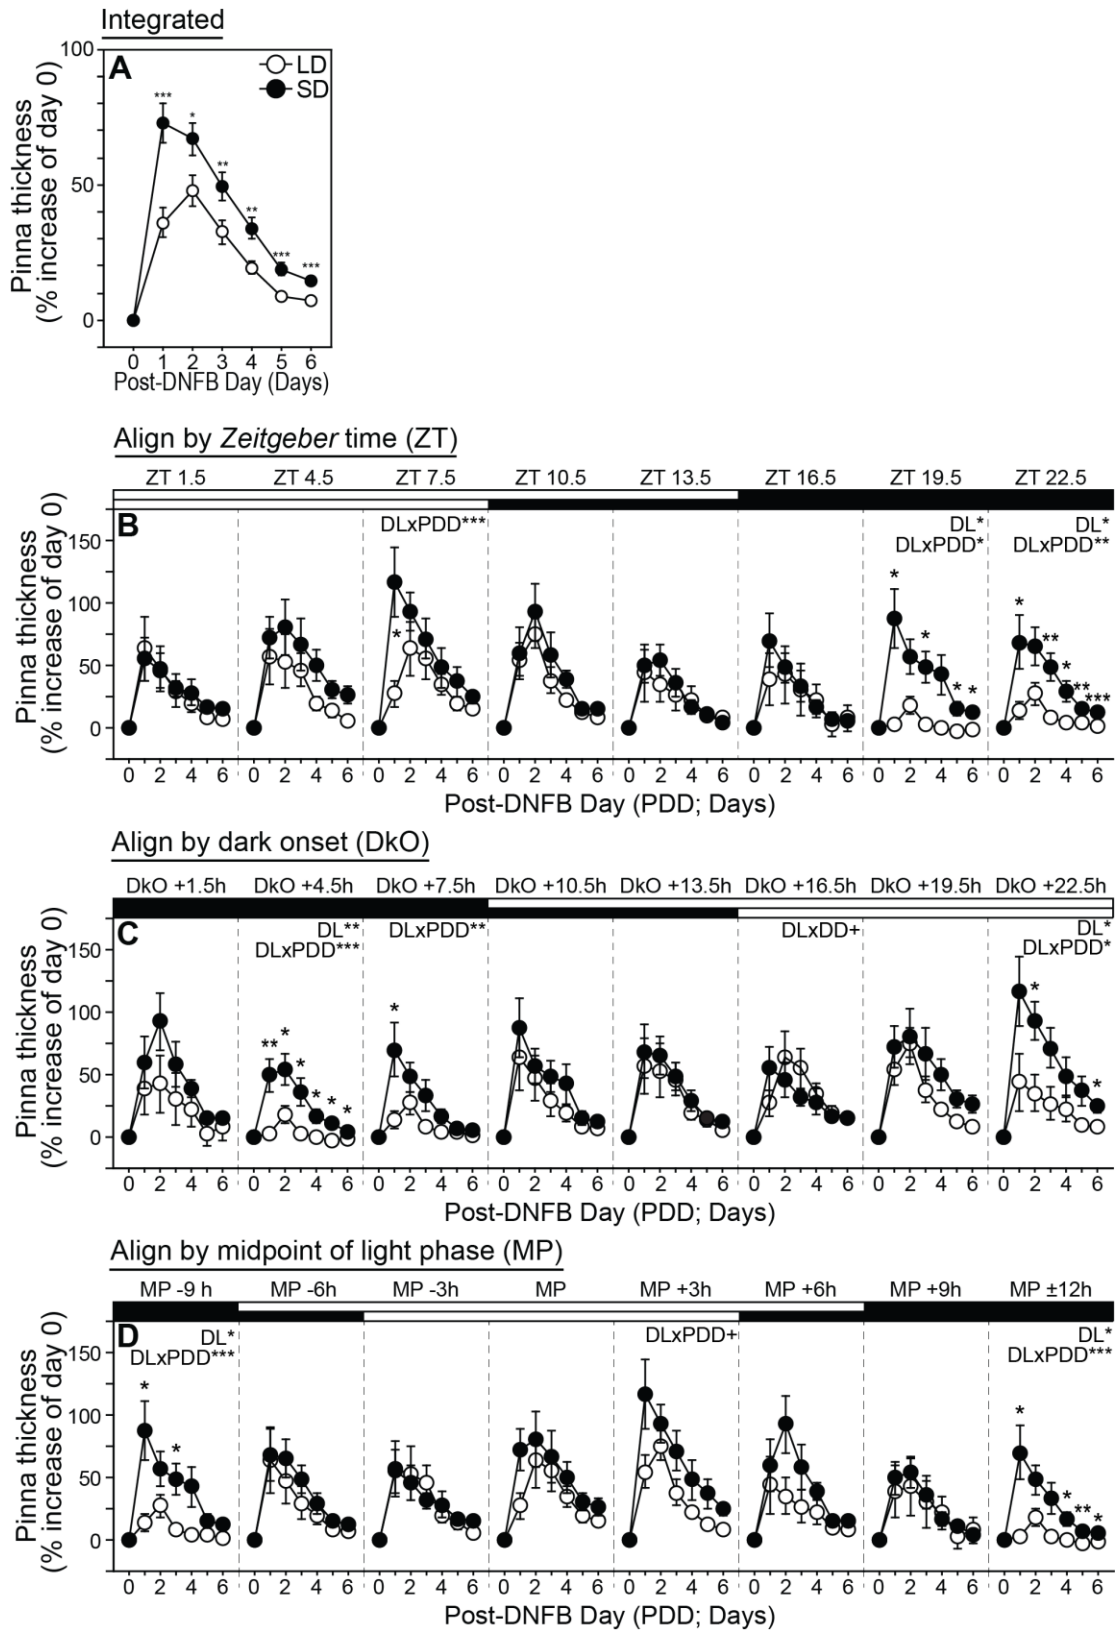 Integrated
A
LD
SD
100
50
0
*** * ** ** *** ***
Pinna thickness
(% increase of day 0)
0 1 2 3 4 5 6
Post-DNFB Day (Days)
Align by Zeitgeber time (ZT)
ZT 1.5 ZT 4.5 ZT 7.5 ZT 10.5 ZT 13.5 ZT 16.5 ZT 19.5 ZT 22.5
B
DLxPDD***
DL*
DLxPDD*
DL*
DLxPDD**
150
100
50
0
*
* * * *
* ** * ** ***
Pinna thickness
(% increase of day 0)
0 2 4 6 0 2 4 6 0 2 4 6 0 2 4 6 0 2 4 6 0 2 4 6 0 2 4 6 0 2 4 6
Post-DNFB Day (PDD; Days)
Align by dark onset (DkO)
DkO +1.5h DkO +4.5h DkO +7.5h DkO +10.5h DkO +13.5h DkO +16.5h DkO +19.5h DkO +22.5h
C
DL**
DLxPDD***
DLxPDD**
DLxDD+
DL*
DLxPDD*
150
100
50
0
** * * * * *
*
* *
Pinna thickness
(% increase of day 0)
0 2 4 6 0 2 4 6 0 2 4 6 0 2 4 6 0 2 4 6 0 2 4 6 0 2 4 6 0 2 4 6
Post-DNFB Day (PDD; Days)
Align by midpoint of light phase (MP)
MP -9 h MP -6h MP -3h MP MP +3h MP +6h MP +9h MP ±12h
D
DL*
DLxPDD***
DLxPDD+
DL*
DLxPDD***
150
100
50
0
* *
* * ** *
Pinna thickness
(% increase of day 0)
0 2 4 6 0 2 4 6 0 2 4 6 0 2 4 6 0 2 4 6 0 2 4 6 0 2 4 6 0 2 4 6
Post-DNFB Day (PDD; Days)